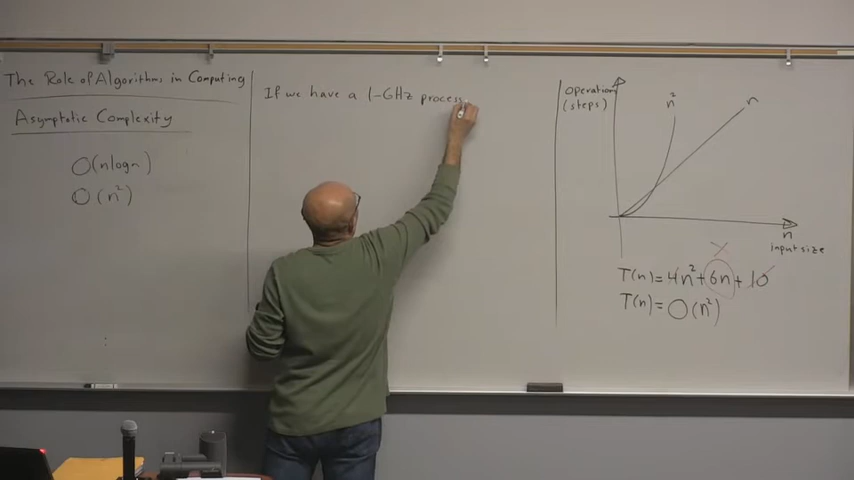 The Role of Algorithms in Computing
Asymptotic Complexity
O(nlogn)
O(n²)
If we have a 1-GHz process
Operations
(steps)
n²
n
n
input size
T(n)=4n²+6n+10
T(n)=O(n²)